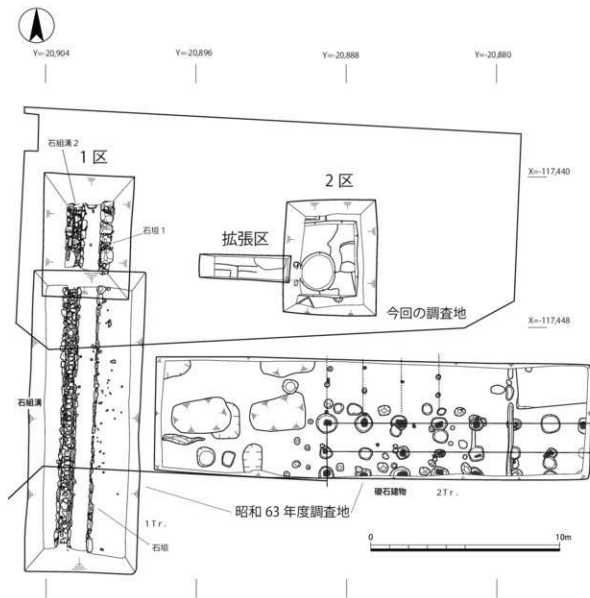 Y=-20,904
Y=-20,896
Y=-20,888
Y=-20,880
石組溝2
1区
2区
X=-117,440
拡張区
石垣1
今回の調査地
X=-117,448
石組溝
礎石建物
2Tr.
昭和63年度調査地
1Tr.
石垣
0
10m